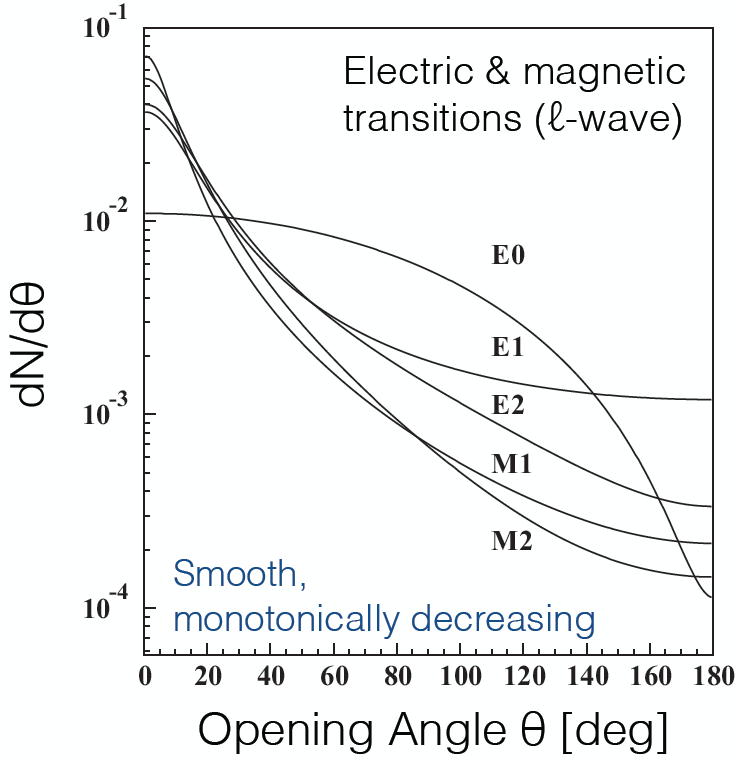 10-1
Electric & magnetic
transitions (ℓ-wave)
10-2
E0
dN/dθ
E1
E2
10-3
M1
M2
Smooth,
monotonically decreasing
10-4
0 20 40 60 80 100 120 140 160 180
Opening Angle θ [deg]